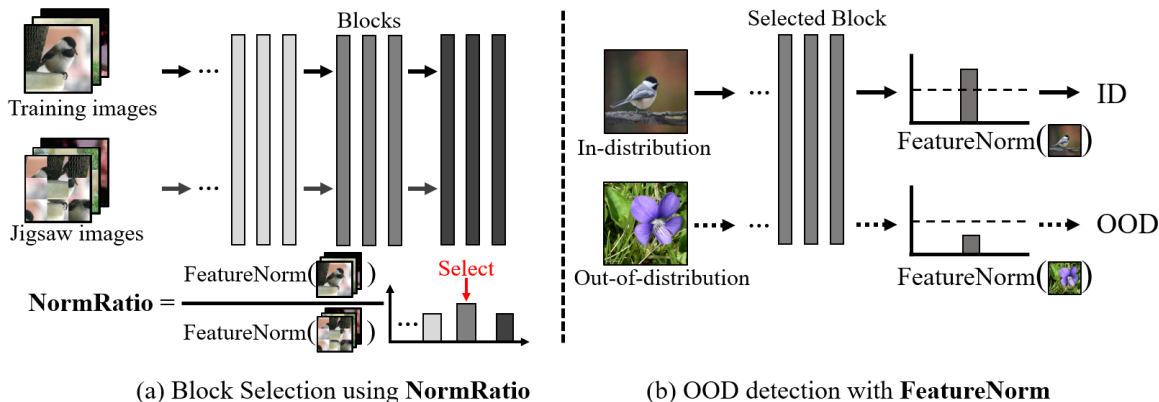 Training images
Jigsaw images
Blocks
...
...
NormRatio =
FeatureNorm( )
FeatureNorm( )
Select
...
(a) Block Selection using NormRatio
Selected Block
In-distribution
...
FeatureNorm( )
ID
Out-of-distribution
...
FeatureNorm( )
OOD
(b) OOD detection with FeatureNorm